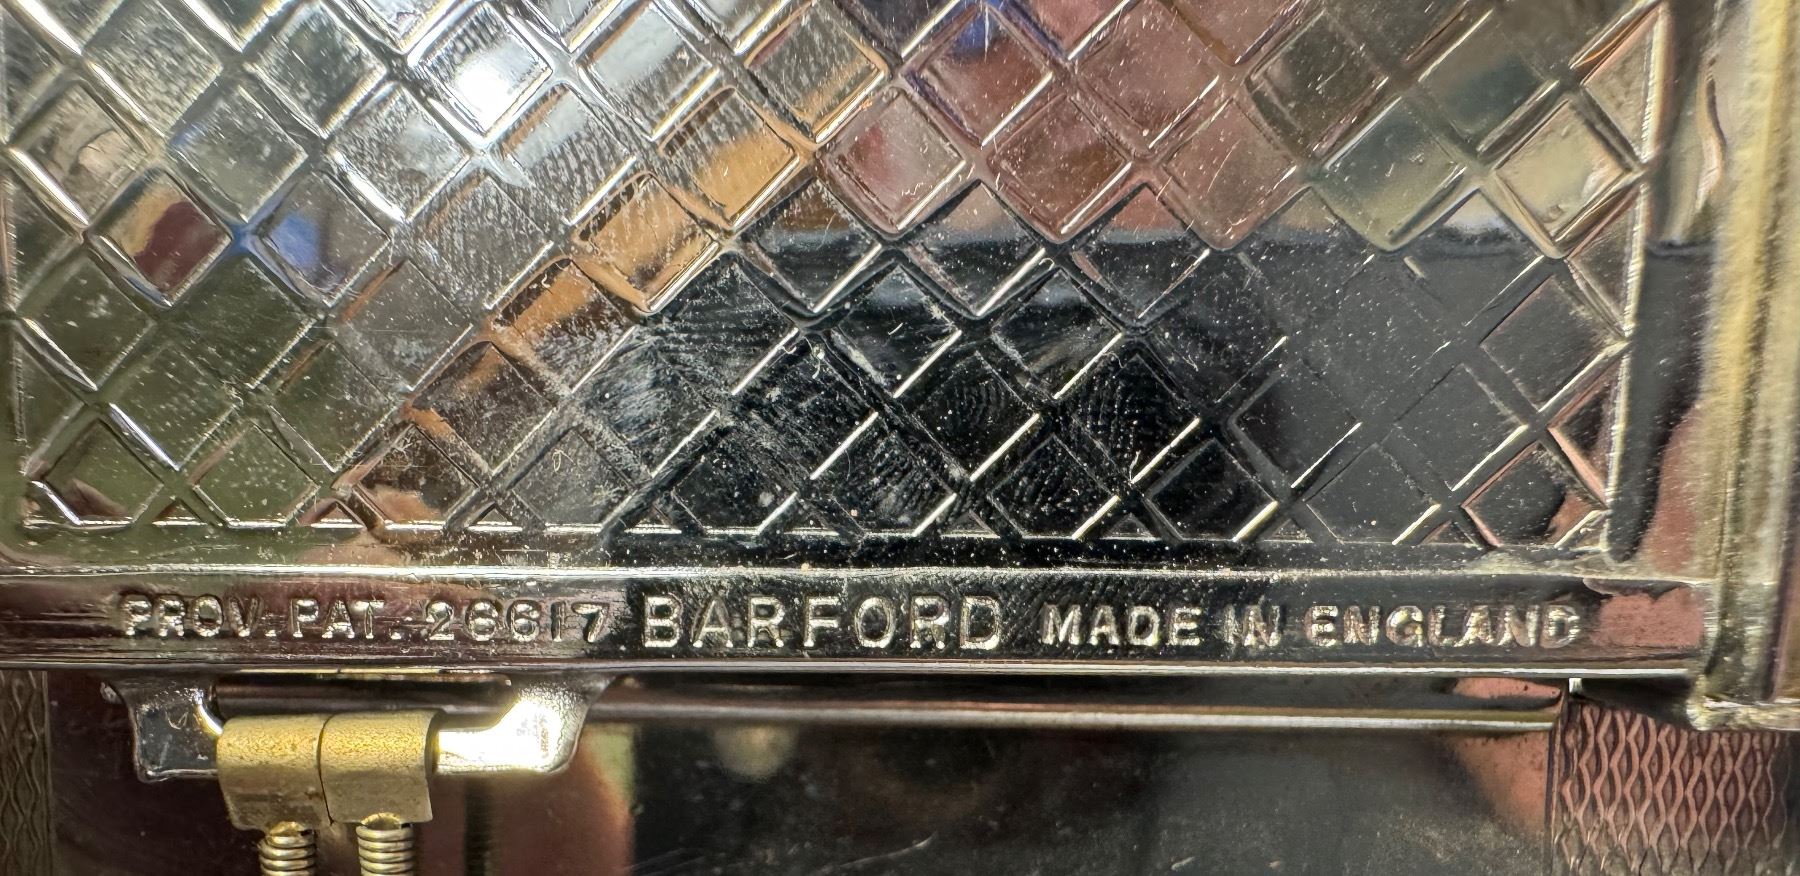 PROV. PAT. 26617 BARFORD MADE IN ENGLAND